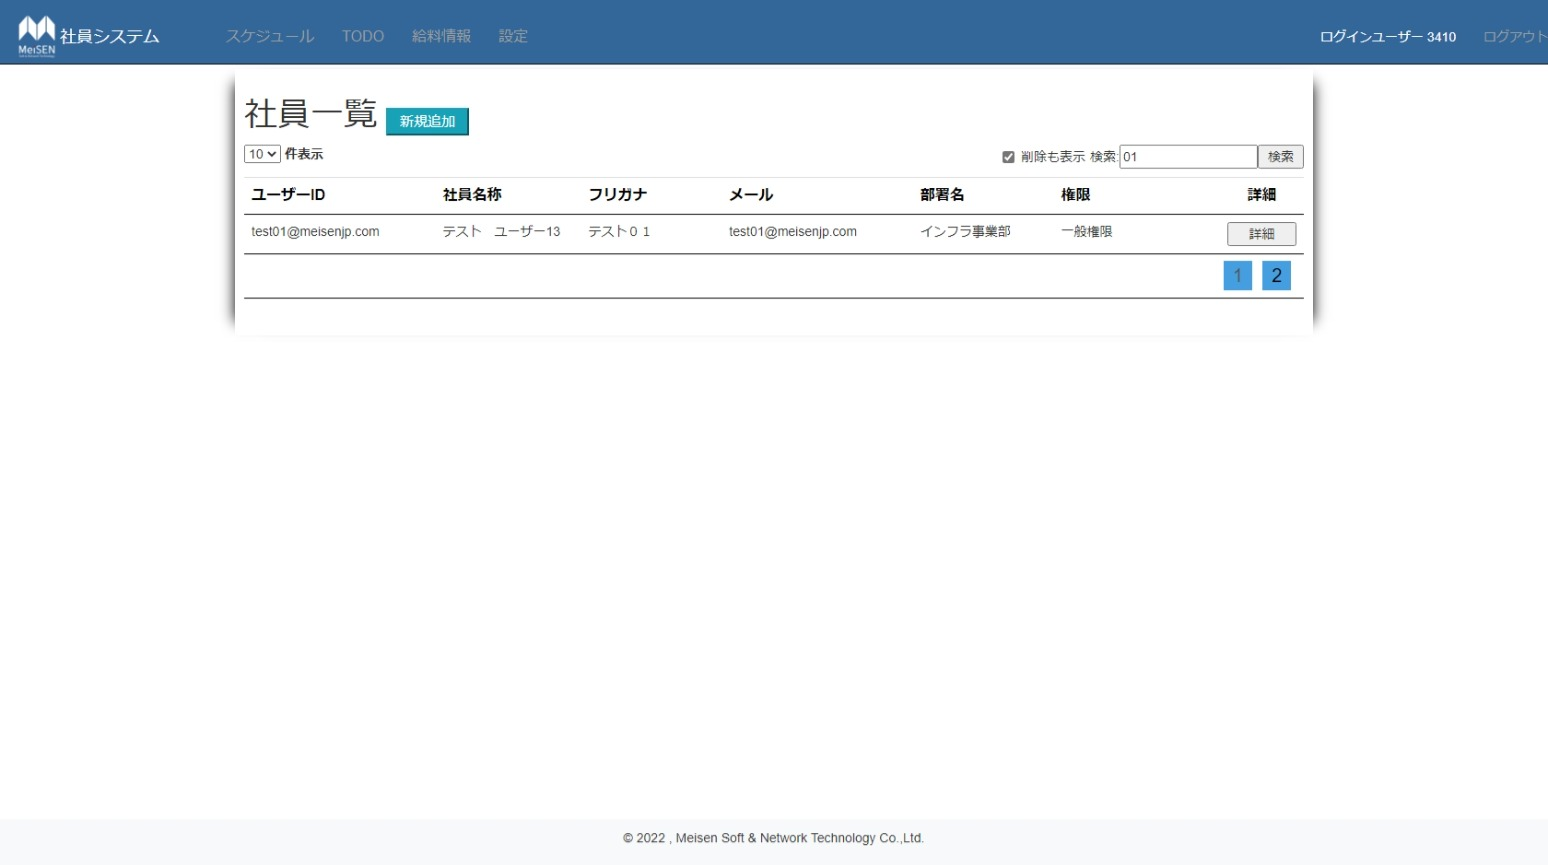 MeiSEN 社員システム スケジュール TODO 給料情報 設定 ログインユーザー 3410 ログアウト
社員一覧 新規追加
10 件表示 削除も表示 検索: 01 検索
ユーザーID 社員名称 フリガナ メール 部署名 権限 詳細
test01@meisenjp.com テスト　ユーザー13 テスト０１ test01@meisenjp.com インフラ事業部 一般権限 詳細
1 2
© 2022 , Meisen Soft & Network Technology Co.,Ltd.